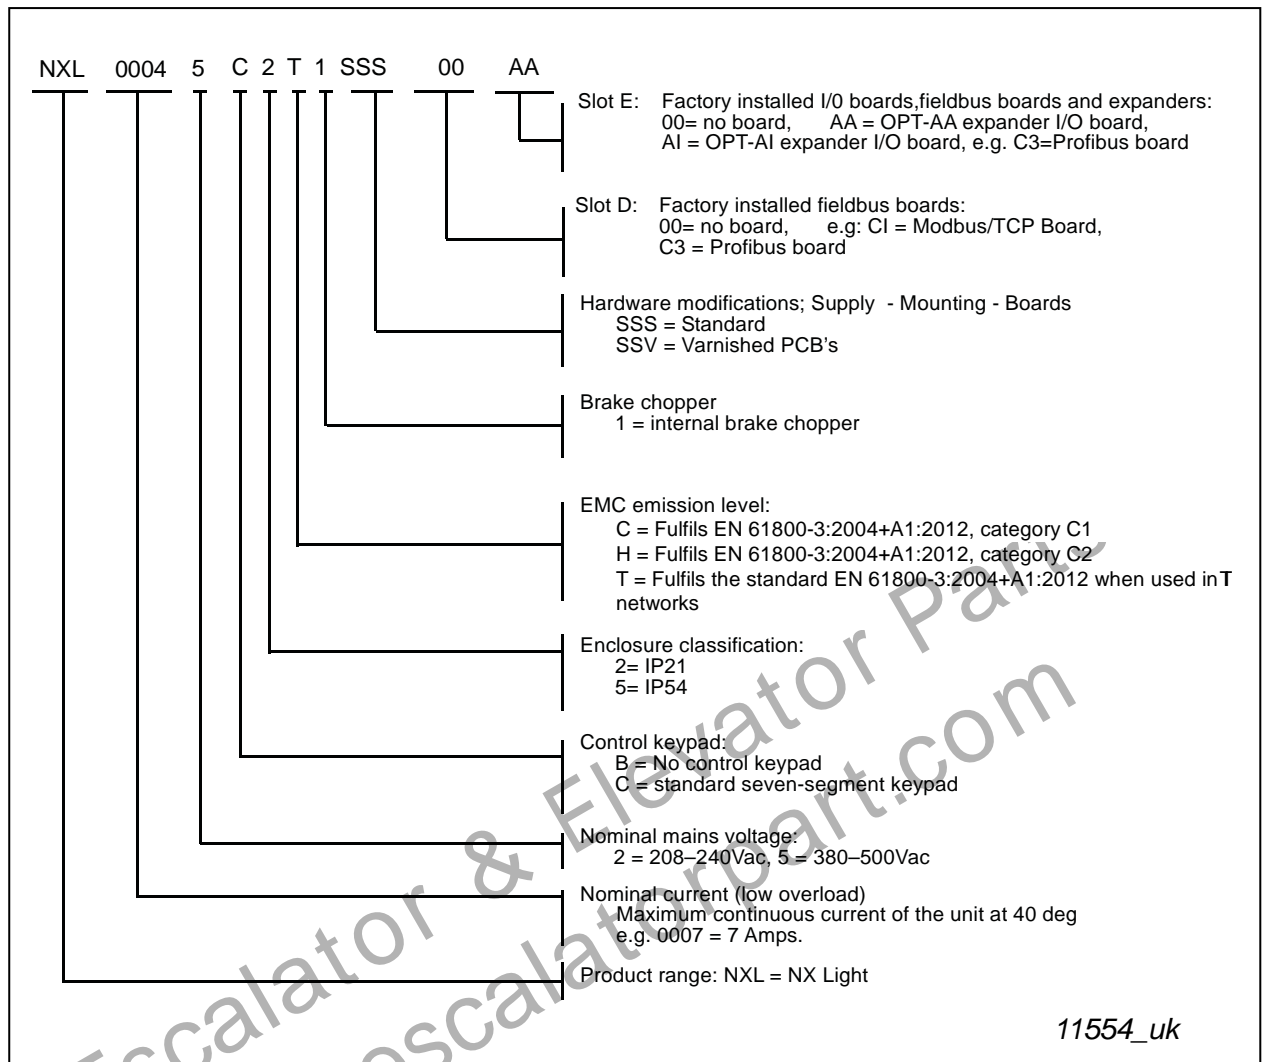 NXL 0004 5 C 2 T 1 SSS 00 AA
Slot E: Factory installed I/0 boards,fieldbus boards and expanders:
00= no board, AA = OPT-AA expander I/O board,
AI = OPT-AI expander I/O board, e.g. C3=Profibus board
Slot D: Factory installed fieldbus boards:
00= no board, e.g: CI = Modbus/TCP Board,
C3 = Profibus board
Hardware modifications; Supply - Mounting - Boards
SSS = Standard
SSV = Varnished PCB's
Brake chopper
1 = internal brake chopper
EMC emission level:
C = Fulfils EN 61800-3:2004+A1:2012, category C1
H = Fulfils EN 61800-3:2004+A1:2012, category C2
T = Fulfils the standard EN 61800-3:2004+A1:2012 when used in T
networks
Enclosure classification:
2= IP21
5= IP54
Control keypad:
B = No control keypad
C = standard seven-segment keypad
Nominal mains voltage:
2 = 208–240Vac, 5 = 380–500Vac
Nominal current (low overload)
Maximum continuous current of the unit at 40 deg
e.g. 0007 = 7 Amps.
Product range: NXL = NX Light
11554_uk
Escalator & Elevator Parts
escalatorpart.com